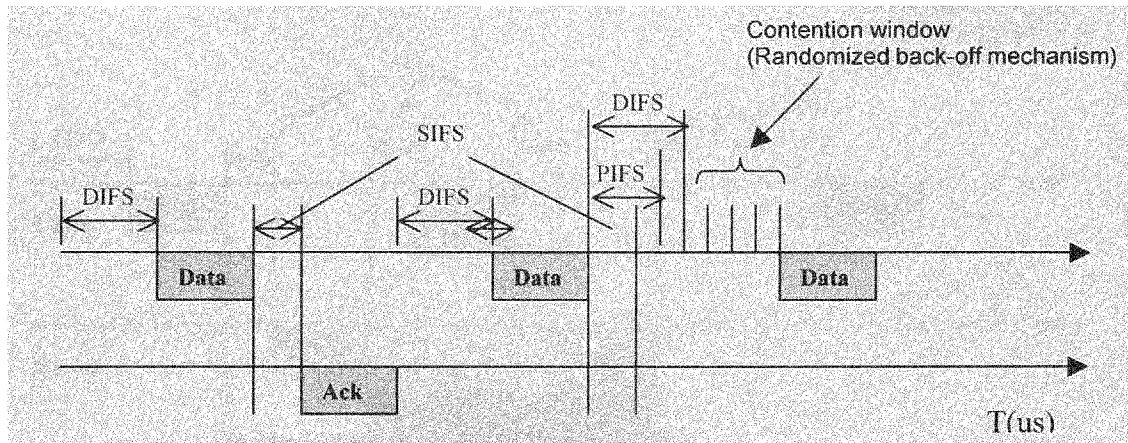 Contention window
(Randomized back-off mechanism)
DIFS
SIFS
PIFS
DIFS
DIFS
Data
Data
Data
Ack
T(us)